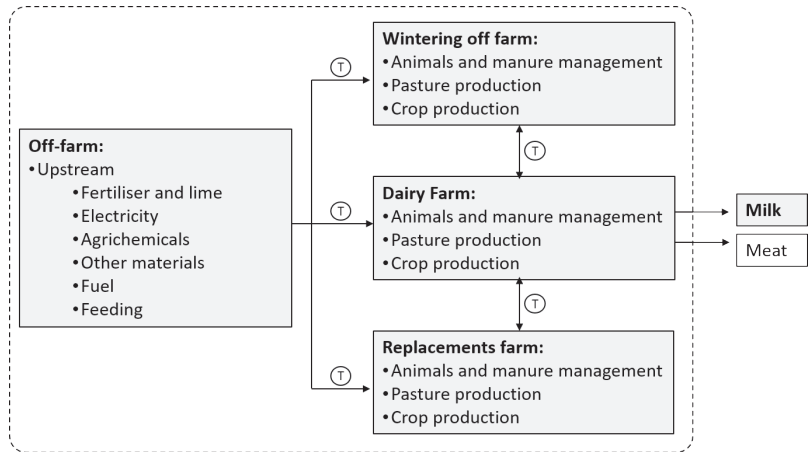 Off-farm:
•Upstream
•Fertiliser and lime
•Electricity
•Agrichemicals
•Other materials
•Fuel
•Feeding
T
T
T
Wintering off farm:
•Animals and manure management
•Pasture production
•Crop production
T
Dairy Farm:
•Animals and manure management
•Pasture production
•Crop production
T
Replacements farm:
•Animals and manure management
•Pasture production
•Crop production
Milk
Meat